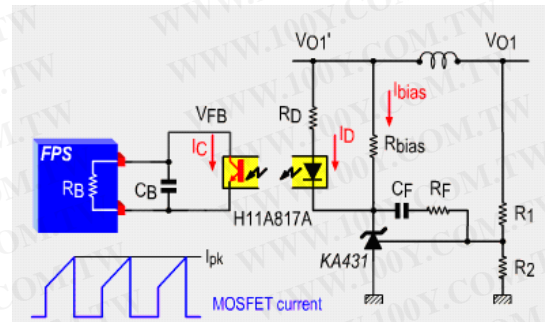 VO1'
VO1
Ibias
RD
VFB
IC
ID
Rbias
FPS
RB
CB
H11A817A
CF
RF
R1
KA431
R2
Ipk
MOSFET current
WWW.100Y.COM.TW